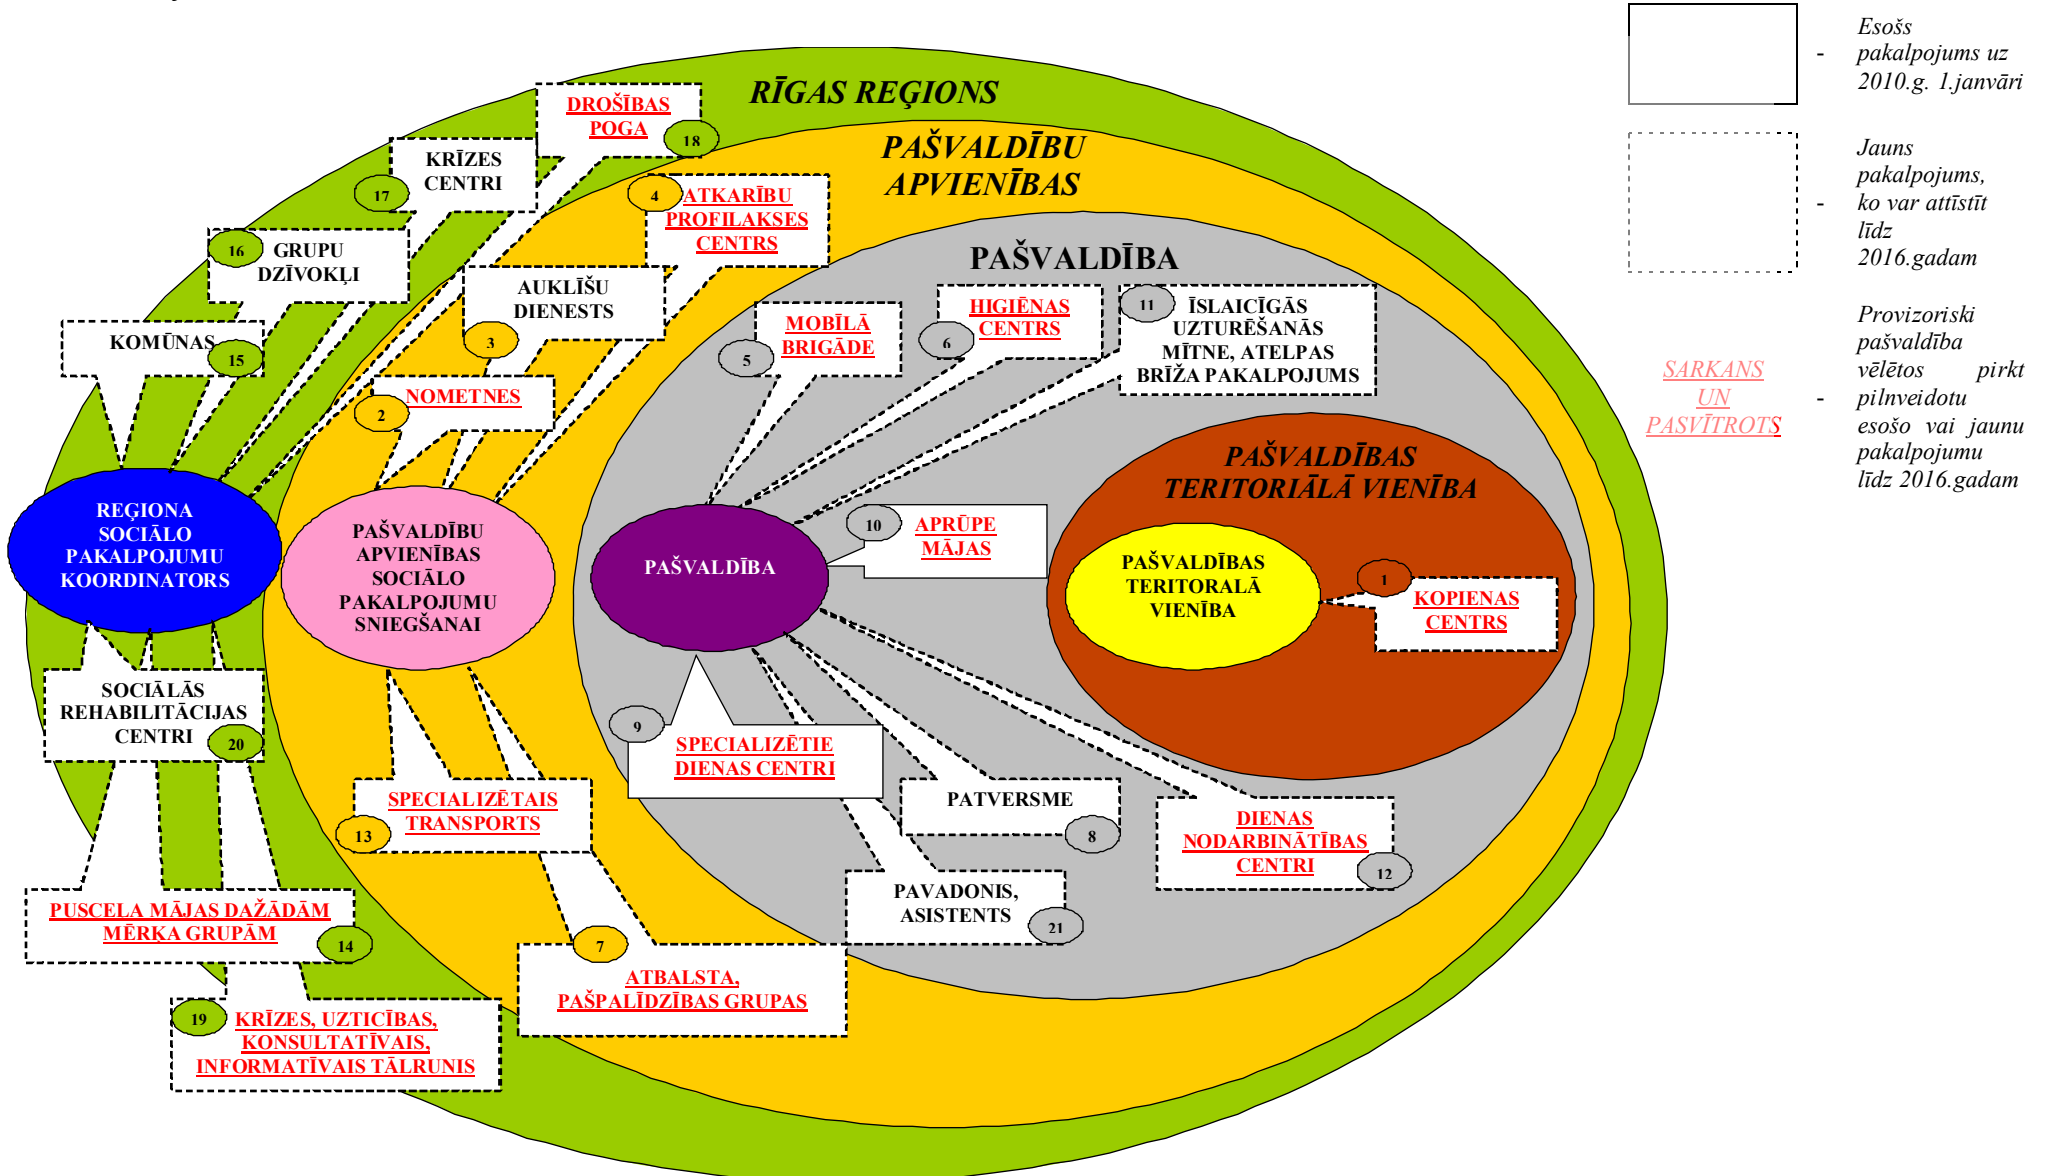 RĪGAS REĢIONS
PAŠVALDĪBU
APVIENĪBAS
PAŠVALDĪBA
PAŠVALDĪBAS
TERITORIĀLĀ VIENĪBA
DROŠĪBAS
POGA
18
KRĪZES
CENTRI
17
GRUPU
DZĪVOKĻI
16
KOMŪNAS
15
ATKARĪBU
PROFILAKSES
CENTRS
4
AUKLĪŠU
DIENESTS
3
NOMETNES
2
MOBĪLĀ
BRIGĀDE
5
HIGIĒNAS
CENTRS
6
11
ĪSLAICĪGĀS
UZTURĒŠANĀS
MĪTNE, ATELPAS
BRĪŽA PAKALPOJUMS
REĢIONA
SOCIĀLO
PAKALPOJUMU
KOORDINATORS
PAŠVALDĪBU
APVIENĪBAS
SOCIĀLO
PAKALPOJUMU
SNIEGŠANAI
PAŠVALDĪBA
10
APRŪPE
MĀJAS
PAŠVALDĪBAS
TERITORALĀ
VIENĪBA
1
KOPIENAS
CENTRS
SOCIĀLĀS
REHABILITĀCIJAS
CENTRI
20
9
SPECIALIZĒTIE
DIENAS CENTRI
SPECIALIZĒTAIS
TRANSPORTS
13
PATVERSME
8
DIENAS
NODARBINĀTĪBAS
CENTRI
12
PAVADONIS,
ASISTENTS
21
PUSCELA MĀJAS DAŽĀDĀM
MĒRĶA GRUPĀM
14
7
ATBALSTA,
PAŠPALĪDZĪBAS GRUPAS
19
KRĪZES, UZTICĪBAS,
KONSULTATĪVAIS,
INFORMATĪVAIS TĀLRUNIS
- Esošs
pakalpojums uz
2010.g. 1.janvāri
- Jauns
pakalpojums,
ko var attīstīt
līdz
2016.gadam
SARKANS
UN
PASVĪTROTS
- Provizoriski
pašvaldība
vēlētos pirkt
pilnveidotu
esošo vai jaunu
pakalpojumu
līdz 2016.gadam